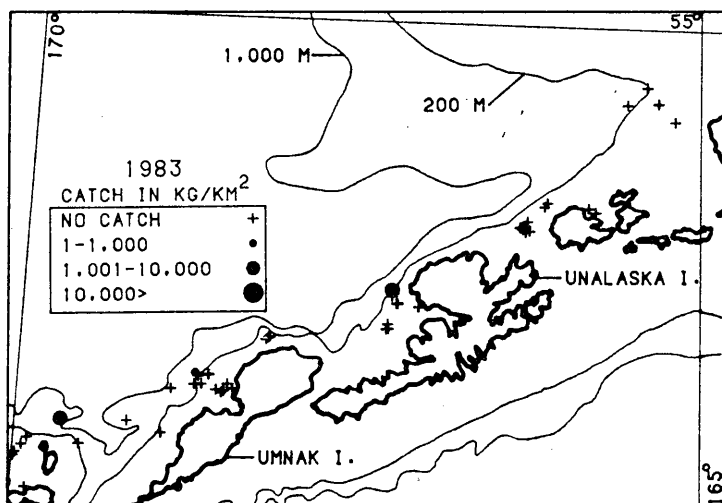 170°
55°
1,000 M
200 M
1983
CATCH IN KG/KM²
NO CATCH +
1-1,000
1,001-10,000
10,000>
UNALASKA I.
UMNAK I.
165°